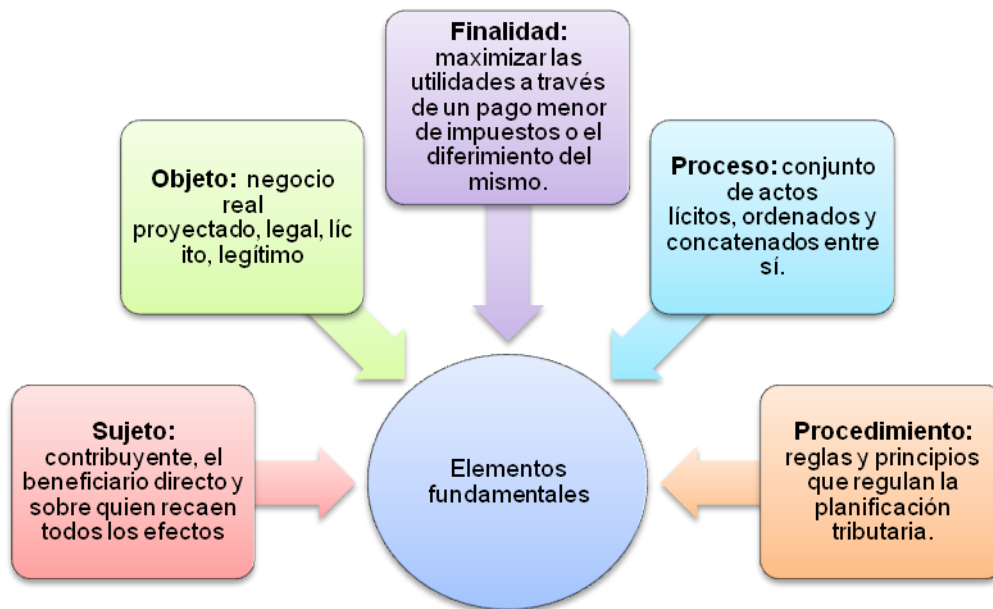 Finalidad:
maximizar las
utilidades a través
de un pago menor
de impuestos o el
diferimiento del
mismo.
Objeto: negocio
real
proyectado, legal, líc
ito, legítimo
Proceso: conjunto
de actos
lícitos, ordenados y
concatenados entre
sí.
Sujeto:
contribuyente, el
beneficiario directo y
sobre quien recaen
todos los efectos
Elementos
fundamentales
Procedimiento:
reglas y principios
que regulan la
planificación
tributaria.